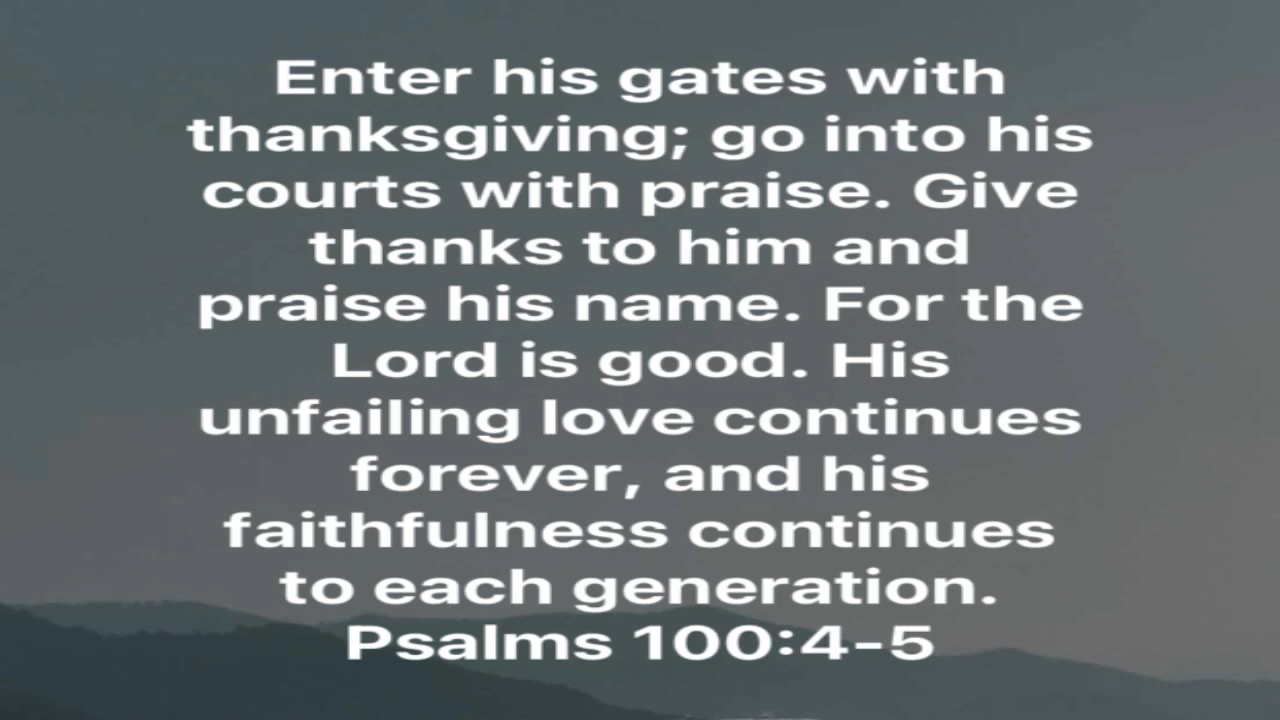 Enter his gates with
thanksgiving; go into his
courts with praise. Give
thanks to him and
praise his name. For the
Lord is good. His
unfailing love continues
forever, and his
faithfulness continues
to each generation.
Psalms 100:4-5